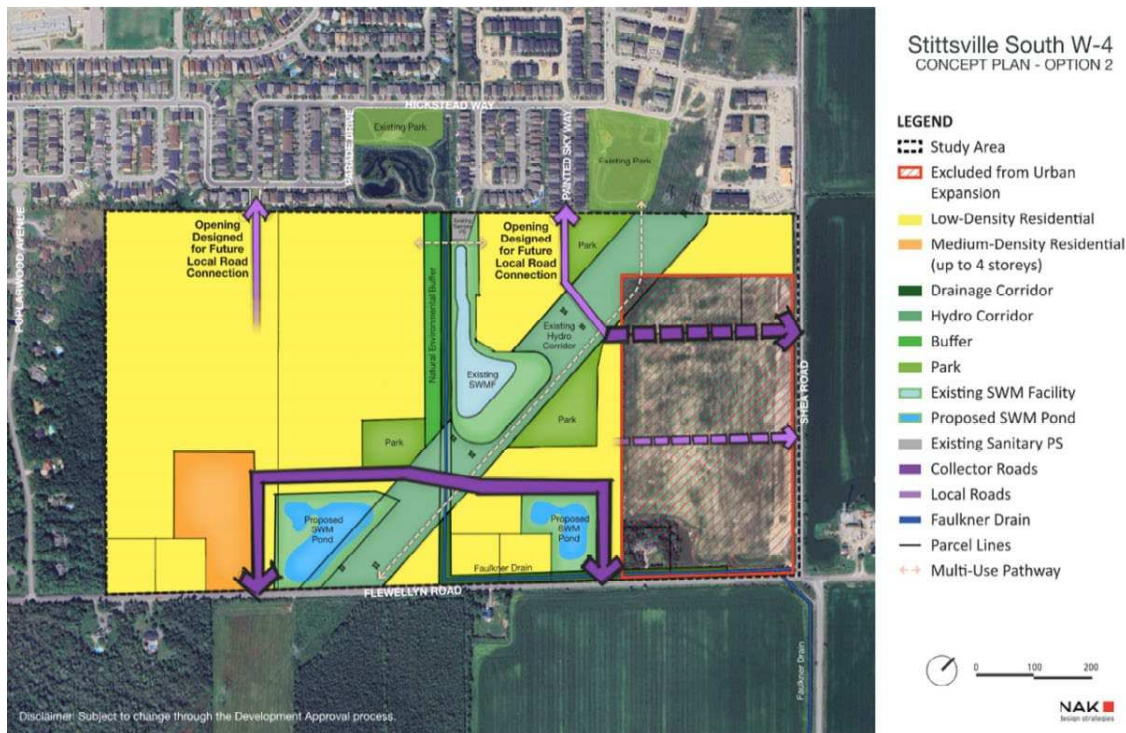 Stittsville South W-4
CONCEPT PLAN - OPTION 2
LEGEND
Study Area
Excluded from Urban
Expansion
Low-Density Residential
Medium-Density Residential
(up to 4 storeys)
Drainage Corridor
Hydro Corridor
Buffer
Park
Existing SWM Facility
Proposed SWM Pond
Existing Sanitary PS
Collector Roads
Local Roads
Faulkner Drain
Parcel Lines
Multi-Use Pathway
0 100 200
NAK
design strategies
HICKSTEAD WAY
Existing Park
PARADE DRIVE
PAINTED SKY WAY
Existing Park
POPLARWOOD AVENUE
Opening
Designed
for Future
Local Road
Connection
Existing
Sanitary
PS
Opening
Designed
for Future
Local Road
Connection
Park
Natural Environmental Buffer
Existing
Hydro
Corridor
Existing
SWMF
Park
Park
SHEA ROAD
Proposed
SWM
Pond
Proposed
SWM
Pond
Faulkner Drain
FLEWELLYN ROAD
Faulkner Drain
Disclaimer: Subject to change through the Development Approval process.